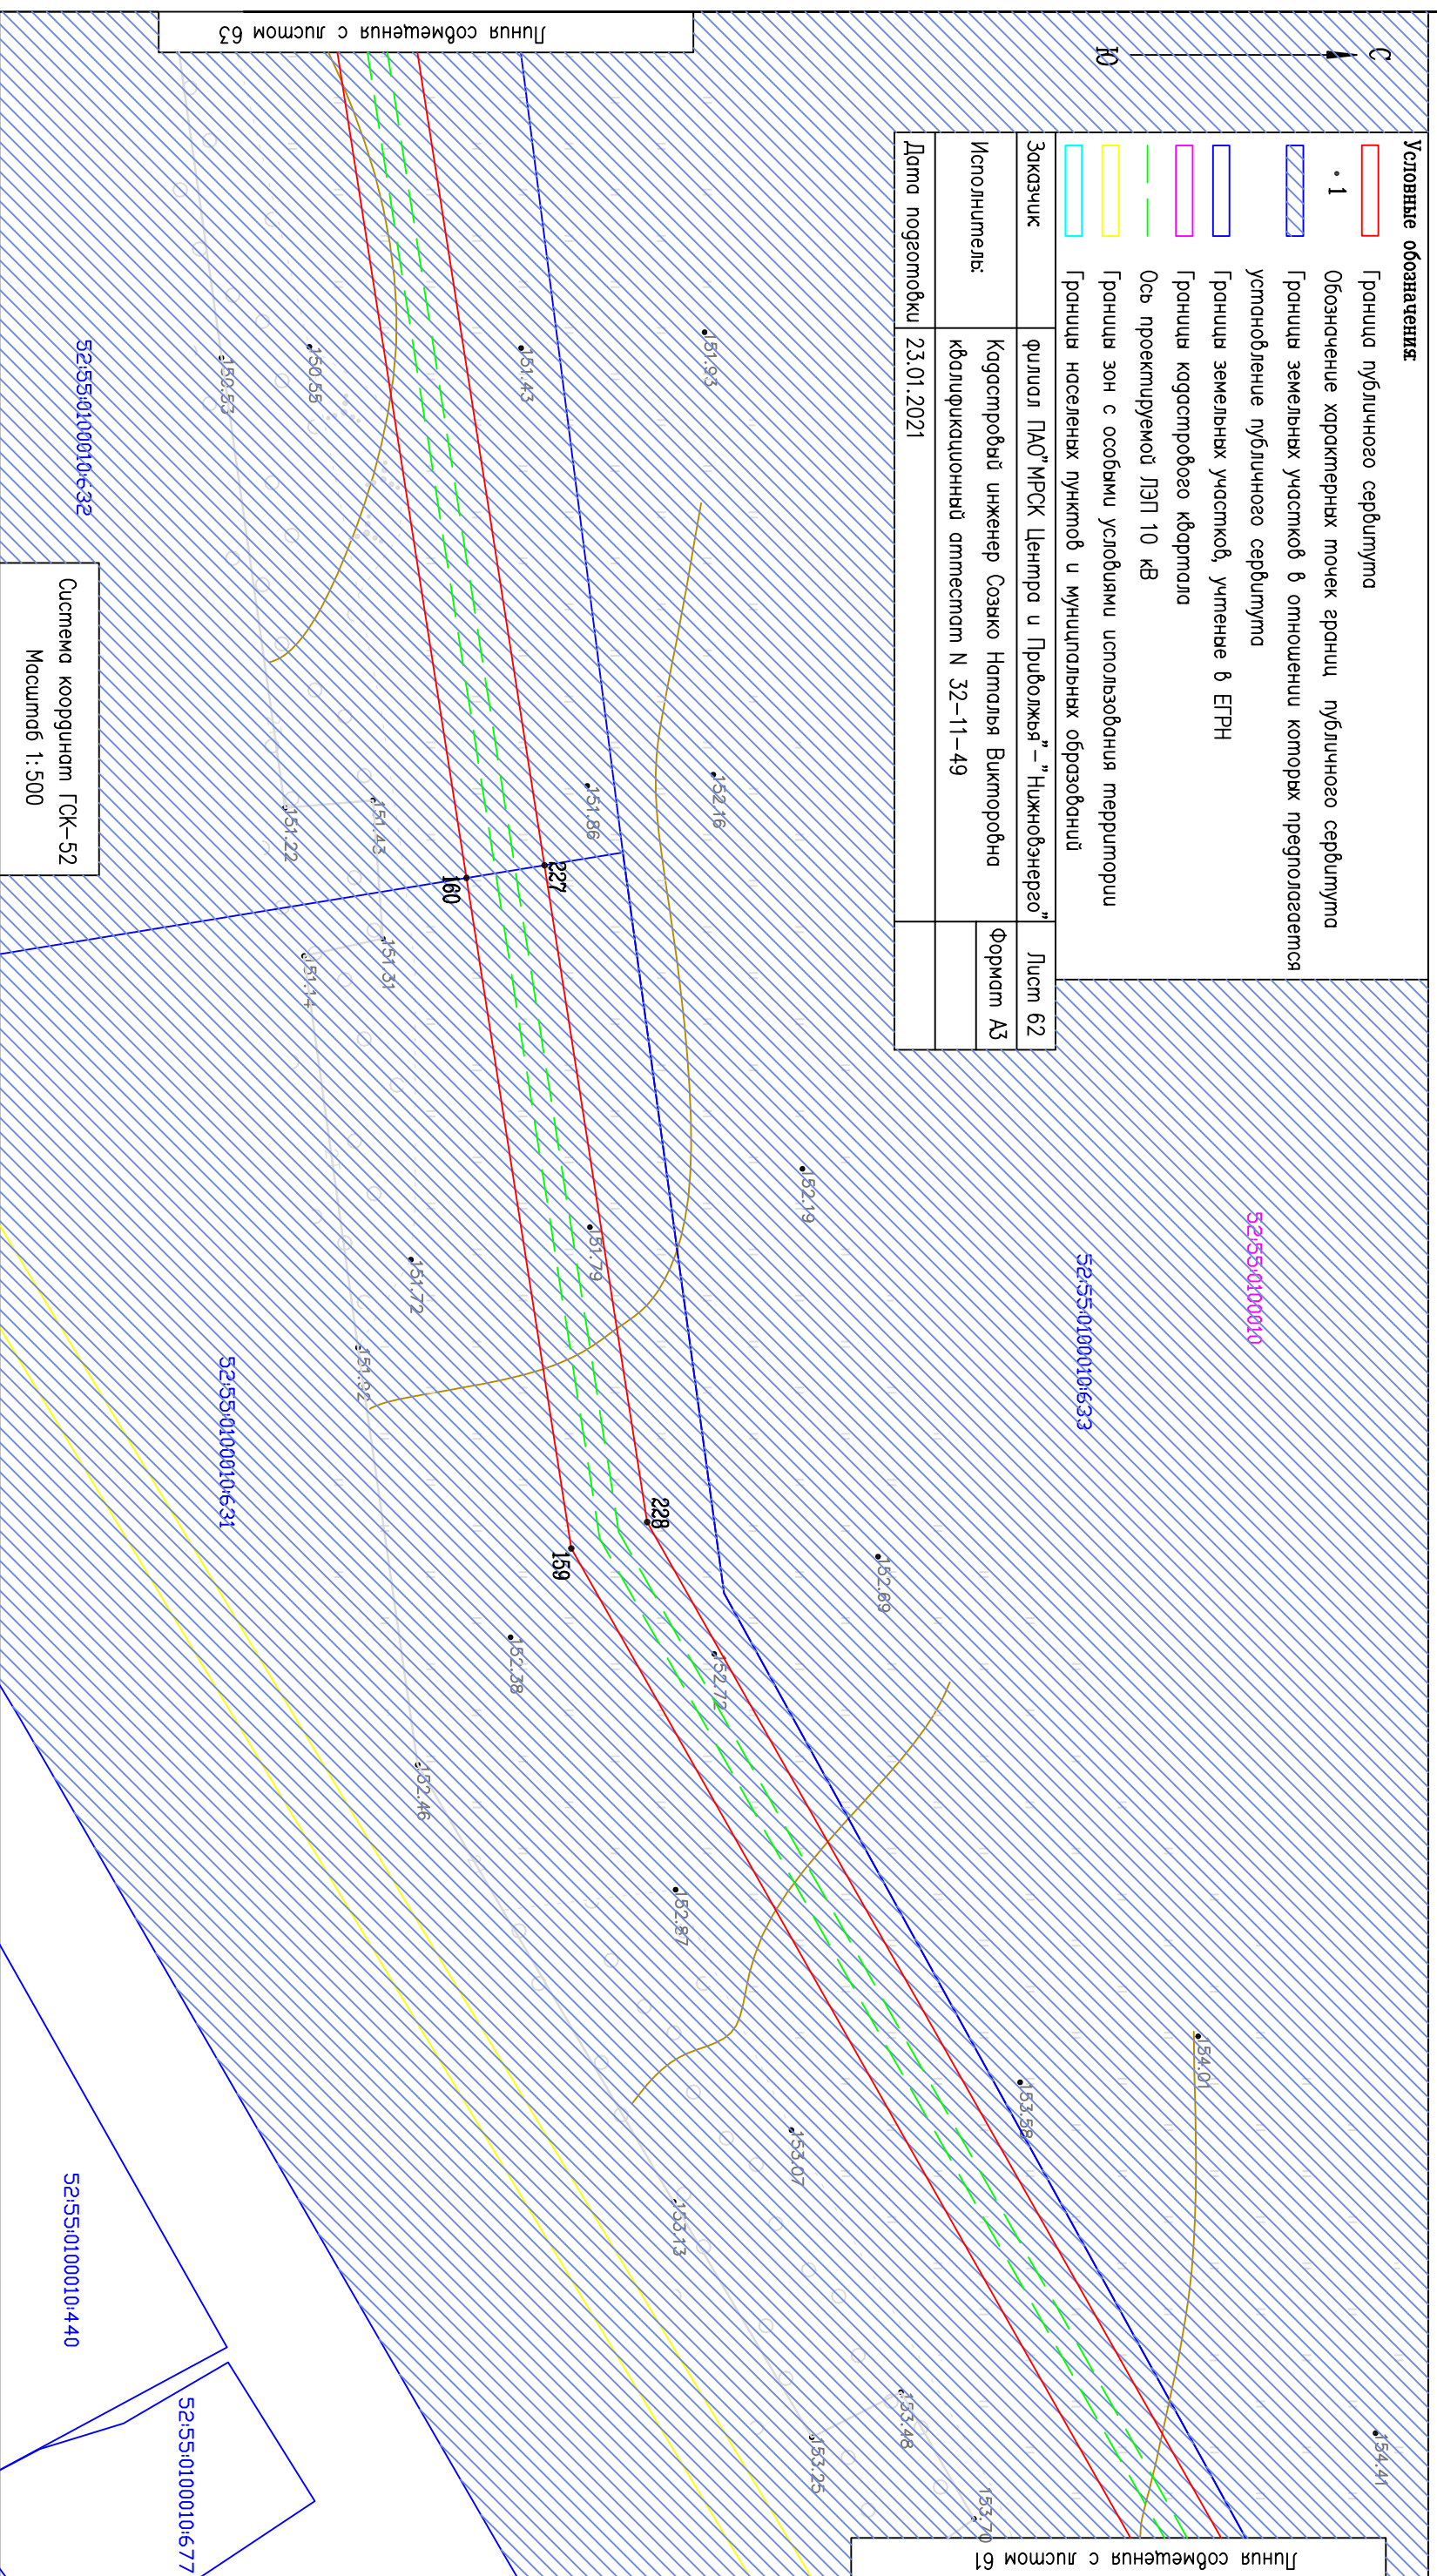 Линия совмещения с листом 63
С
Ю
Условные обозначения:
Граница публичного сервитута
1
Обозначение характерных точек границ публичного сервитута
Границы земельных участков в отношении которых предполагается
установление публичного сервитута
Границы земельных участков, учтеные в ЕГРН
Границы кадастрового квартала
Ось проектируемой ЛЭП 10 кВ
Границы зон с особыми условиями использования территории
Границы населеных пунктов и муниципальных образований
Заказчик
филиал ПАО"МРСК Центра и Приволжья"-"Нижновэнерго"
Лист 62
Исполнитель:
Кадастровый инженер Созыко Наталья Викторовна
квалификационный аттестат N 32-11-49
Формат А3
Дата подготовки
23.01.2021
154.41
154.01
52:55:0100010
52:55:0100010:633
153.58
153.70
153.48
152.69
153.25
152.19
153.07
152.72
152.16
151.93
153.13
152.87
228
151.79
151.86
159
227
152.38
151.43
160
152.46
151.72
151.31
151.43
151.92
150.55
151.14
151.22
150.53
52:55:0100010:631
52:55:0100010:677
52:55:0100010:632
52:55:0100010:440
Система координат ГСК-52
Масштаб 1:500
Линия совмещения с листом 61